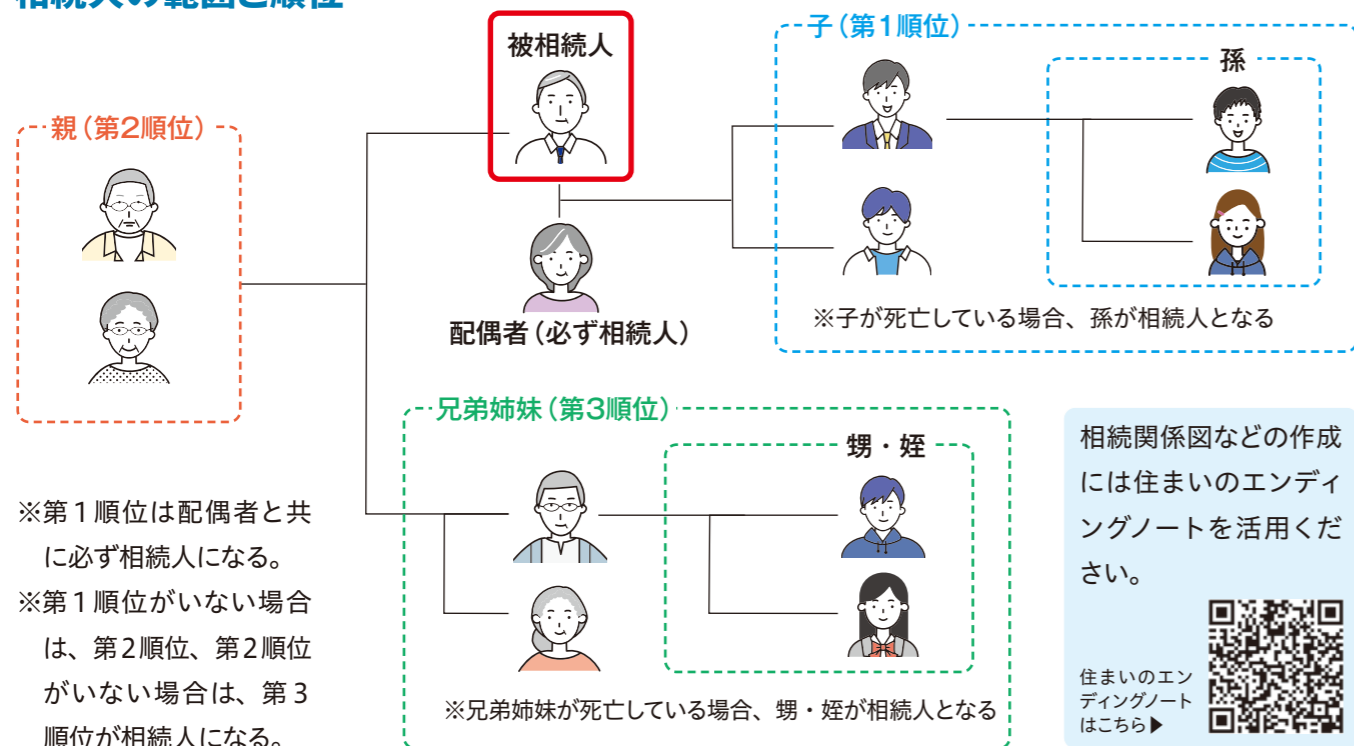 相続人の範囲と順位
被相続人
子(第1順位)
孫
親(第2順位)
配偶者(必ず相続人)
※子が死亡している場合、孫が相続人となる
兄弟姉妹(第3順位)
甥・姪
※兄弟姉妹が死亡している場合、甥・姪が相続人となる
※第1順位は配偶者と共
に必ず相続人になる。
※第1順位がいない場合
は、第2順位、第2順位
がいない場合は、第3
順位が相続人になる。
相続関係図などの作成
には住まいのエンディ
ングノートを活用くだ
さい。
住まいのエン
ディングノート
はこちら▶